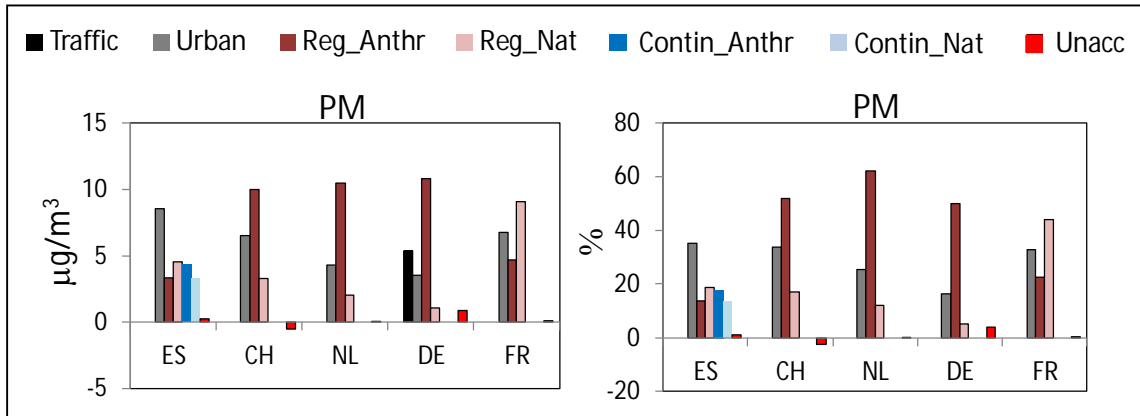 Traffic Urban Reg_Anthr Reg_Nat Contin_Anthr Contin_Nat Unacc
PM
15
10
5
0
-5
µg/m³
ES CH NL DE FR
PM
80
60
40
20
0
-20
%
ES CH NL DE FR